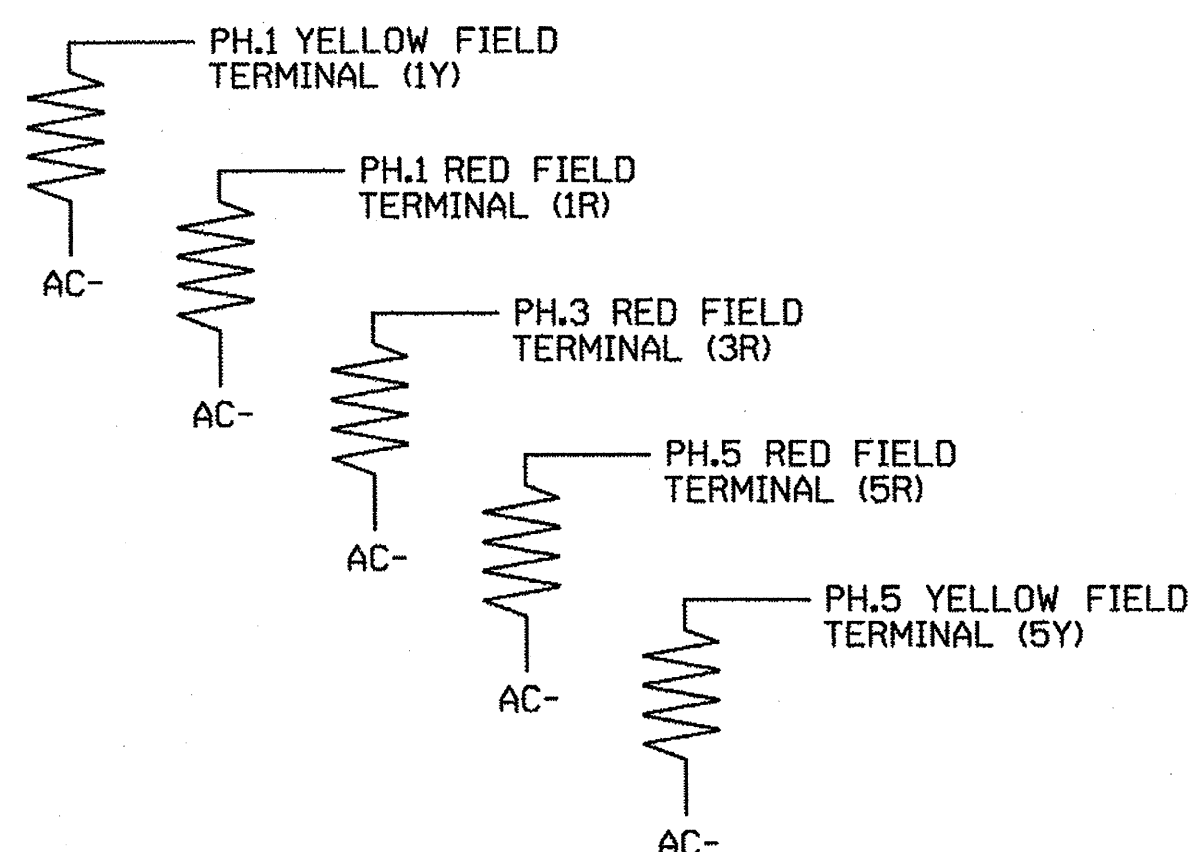 PH.1 YELLOW FIELD
TERMINAL (1Y)
AC-
PH.1 RED FIELD
TERMINAL (1R)
AC-
PH.3 RED FIELD
TERMINAL (3R)
AC-
PH.5 RED FIELD
TERMINAL (5R)
AC-
PH.5 YELLOW FIELD
TERMINAL (5Y)
AC-